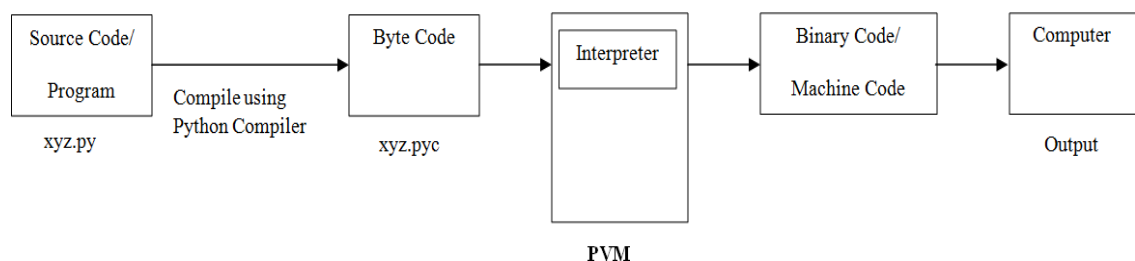 Source Code/
Program
xyz.py
Compile using
Python Compiler
Byte Code
xyz.pyc
Interpreter
PVM
Binary Code/
Machine Code
Computer
Output